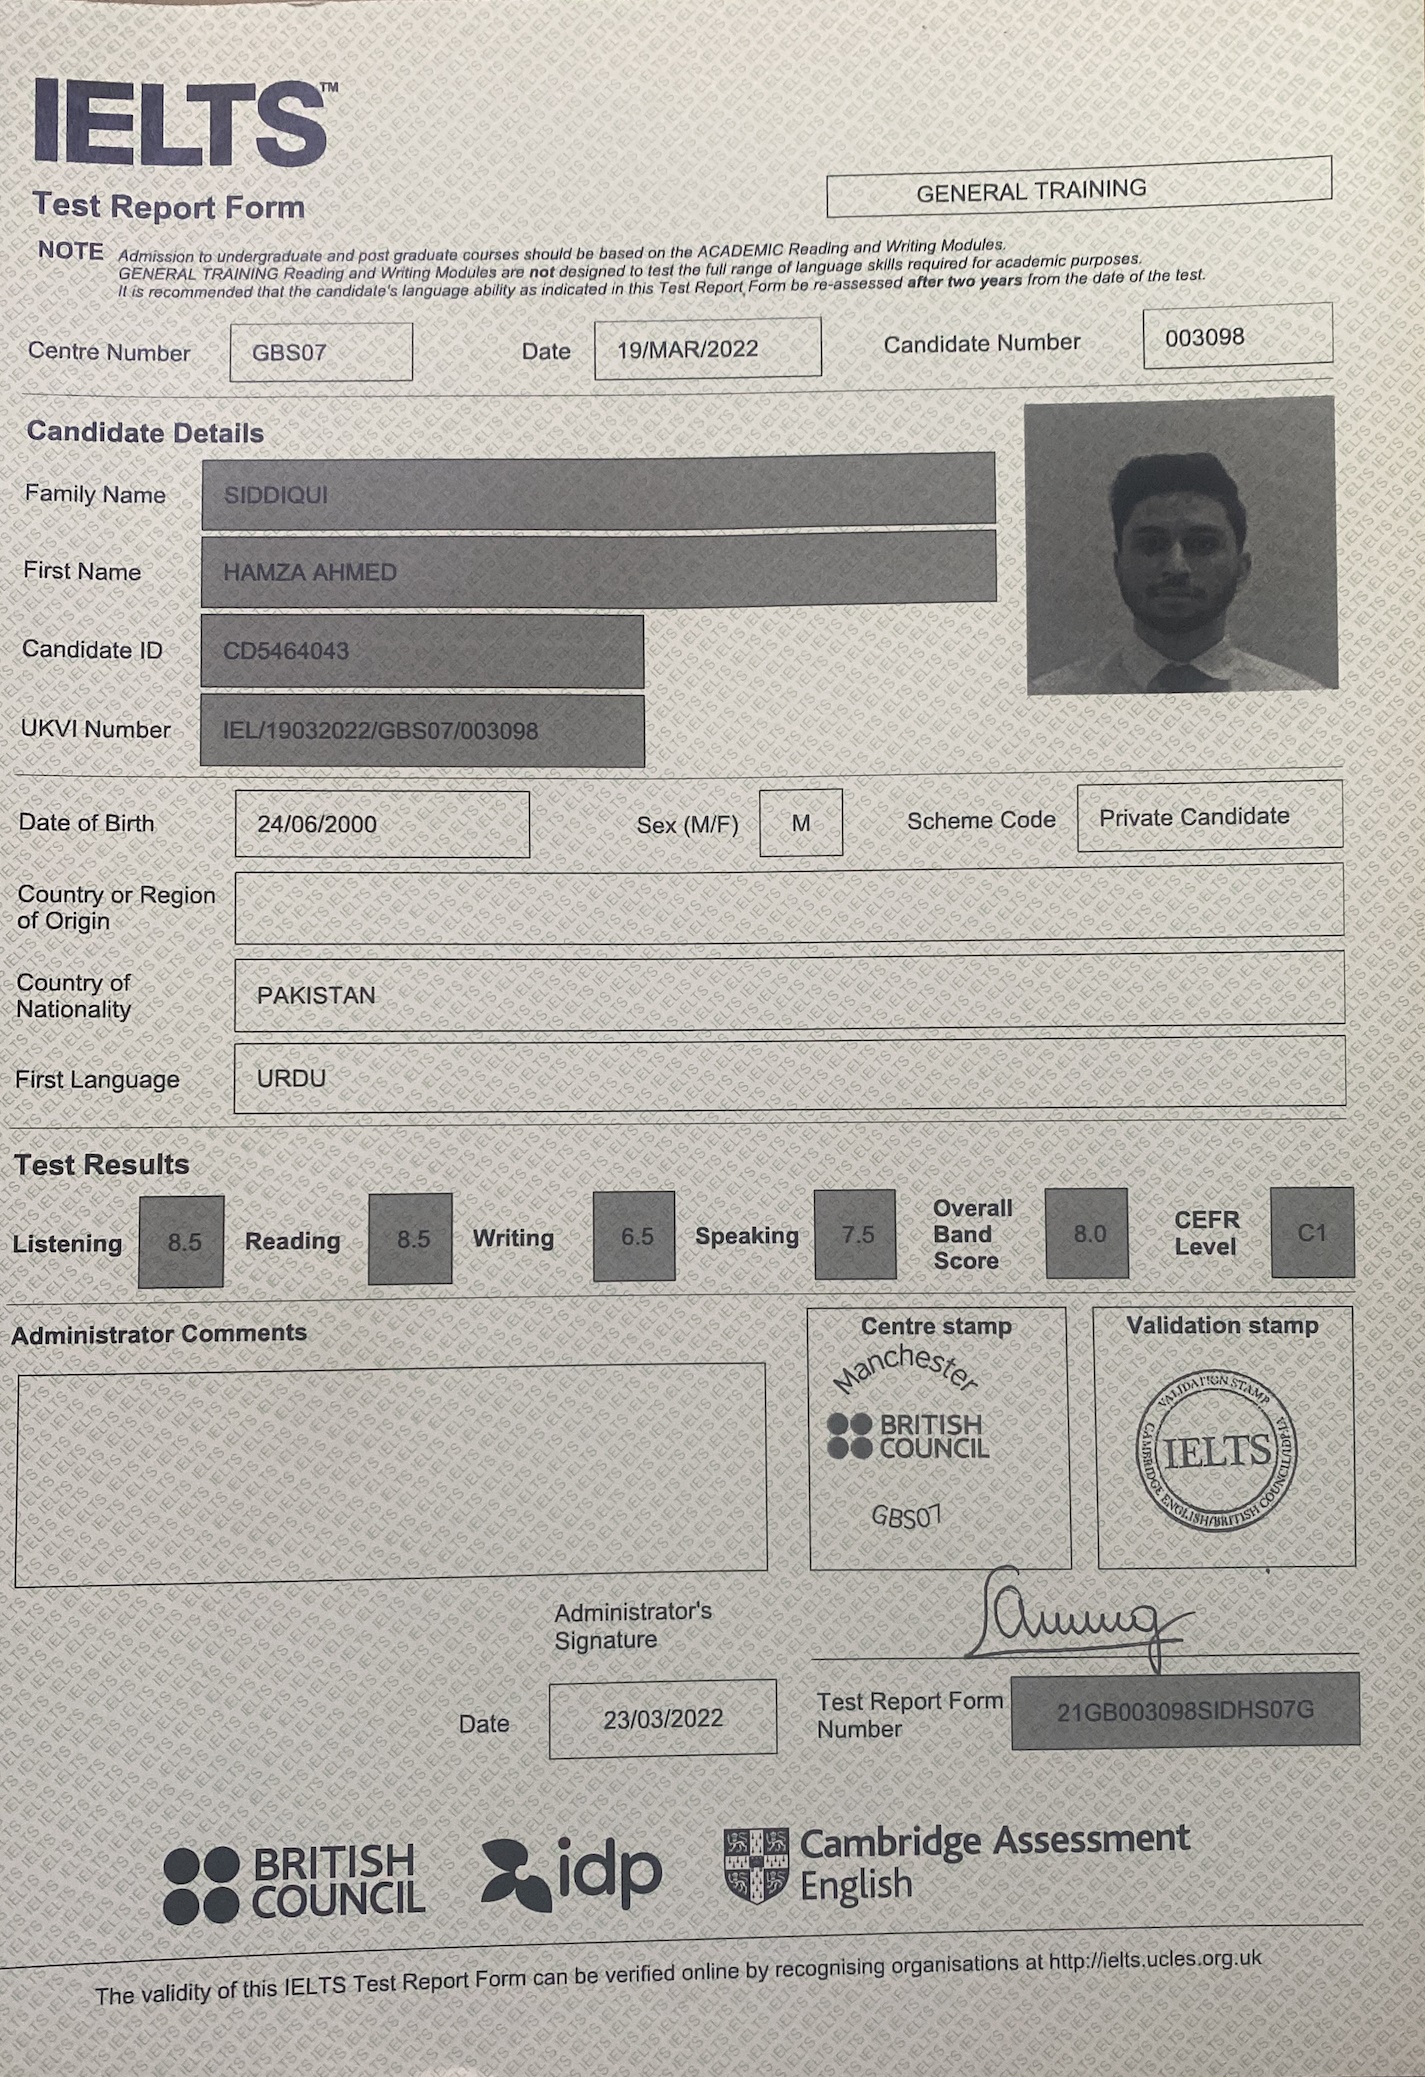 IELTS™
Test Report Form
GENERAL TRAINING
NOTE Admission to undergraduate and post graduate courses should be based on the ACADEMIC Reading and Writing Modules.
GENERAL TRAINING Reading and Writing Modules are not designed to test the full range of language skills required for academic purposes.
It is recommended that the candidate's language ability as indicated in this Test Report Form be re-assessed after two years from the date of the test.
Centre Number GBS07 Date 19/MAR/2022 Candidate Number 003098
Candidate Details
Family Name SIDDIQUI
First Name HAMZA AHMED
Candidate ID CD5464043
UKVI Number IEL/19032022/GBS07/003098
Date of Birth 24/06/2000 Sex (M/F) M Scheme Code Private Candidate
Country or Region
of Origin
Country of
Nationality PAKISTAN
First Language URDU
Test Results
Listening 8.5 Reading 8.5 Writing 6.5 Speaking 7.5 Overall Band Score 8.0 CEFR Level C1
Administrator Comments
Centre stamp
Manchester
BRITISH
COUNCIL
GBS07
Validation stamp
VALIDATION STAMP
IELTS
CAMBRIDGE ENGLISH/BRITISH COUNCIL/IDP:IA
Administrator's
Signature
Date 23/03/2022
Test Report Form
Number 21GB003098SIDHS07G
BRITISH
COUNCIL
idp
Cambridge Assessment
English
The validity of this IELTS Test Report Form can be verified online by recognising organisations at http://ielts.ucles.org.uk